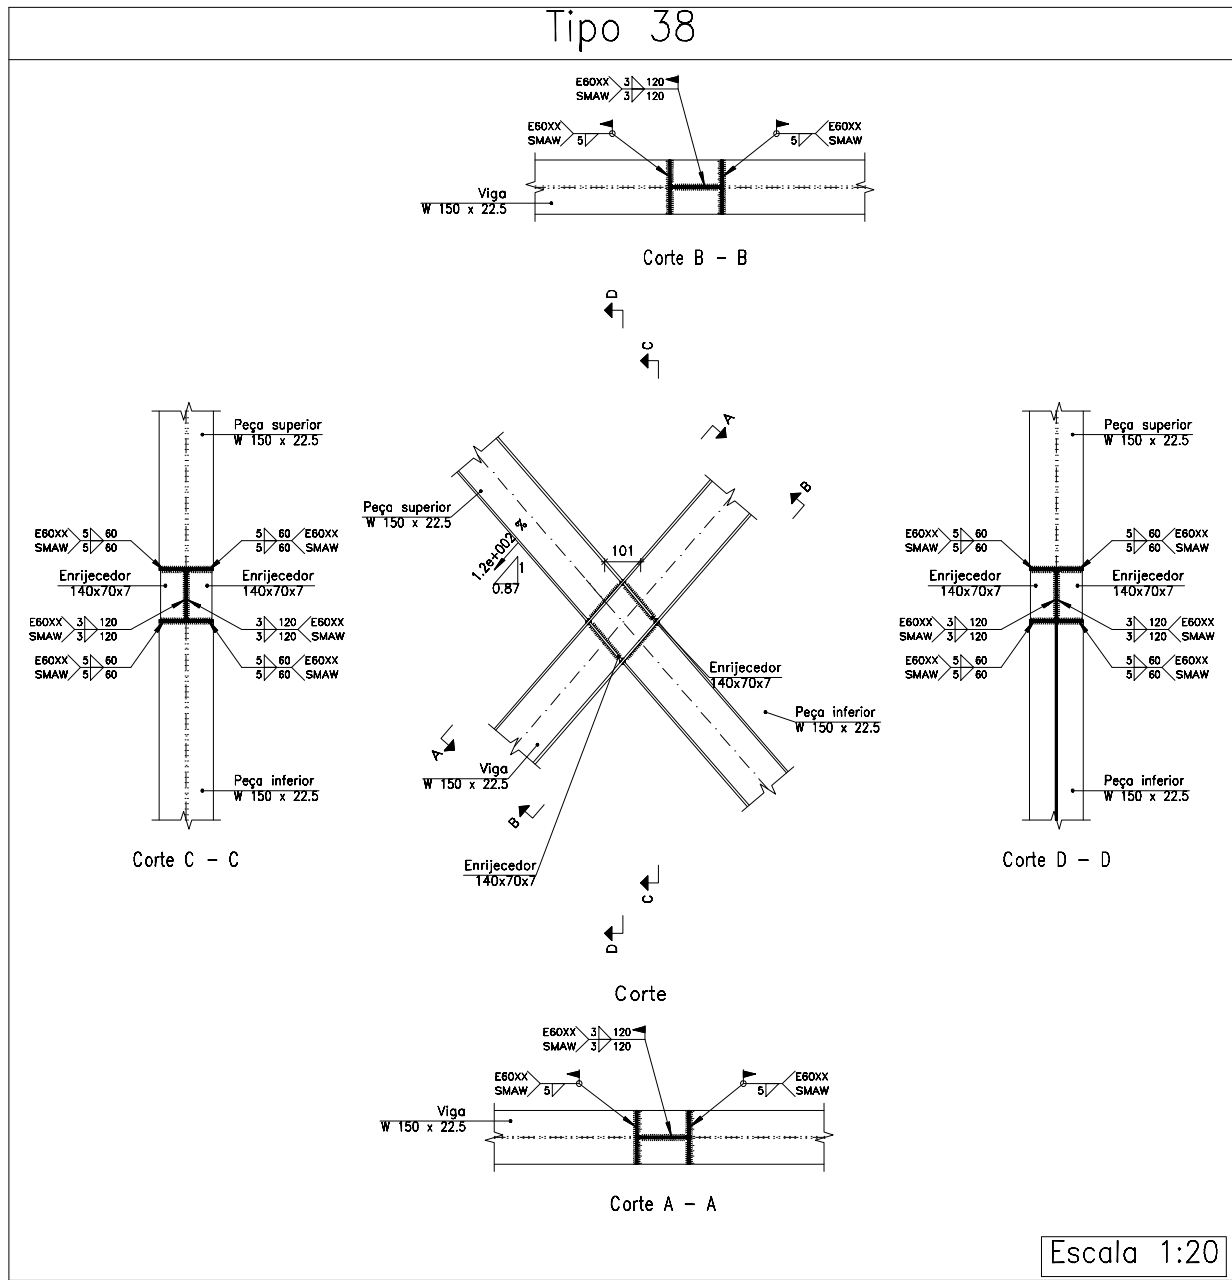 Tipo 38
E60XX 3 120
SMAW 3 120
E60XX
SMAW 5
E60XX
5 SMAW
Viga
W 150 x 22.5
Corte B - B
D
C
A
B
Peça superior
W 150 x 22.5
E60XX 5 60
SMAW 5 60
5 60 E60XX
5 60 SMAW
Enrijecedor
140x70x7
Enrijecedor
140x70x7
E60XX 3 120
SMAW 3 120
3 120 E60XX
3 120 SMAW
E60XX 5 60
SMAW 5 60
5 60 E60XX
5 60 SMAW
Peça inferior
W 150 x 22.5
Corte C - C
Peça superior
W 150 x 22.5
1.2e+002 %
1
0.87
101
Enrijecedor
140x70x7
Peça inferior
W 150 x 22.5
A
Viga
W 150 x 22.5
B
Enrijecedor
140x70x7
C
D
Corte
Peça superior
W 150 x 22.5
E60XX 5 60
SMAW 5 60
5 60 E60XX
5 60 SMAW
Enrijecedor
140x70x7
Enrijecedor
140x70x7
E60XX 3 120
SMAW 3 120
3 120 E60XX
3 120 SMAW
E60XX 5 60
SMAW 5 60
5 60 E60XX
5 60 SMAW
Peça inferior
W 150 x 22.5
Corte D - D
E60XX 3 120
SMAW 3 120
E60XX
SMAW 5
E60XX
5 SMAW
Viga
W 150 x 22.5
Corte A - A
Escala 1:20